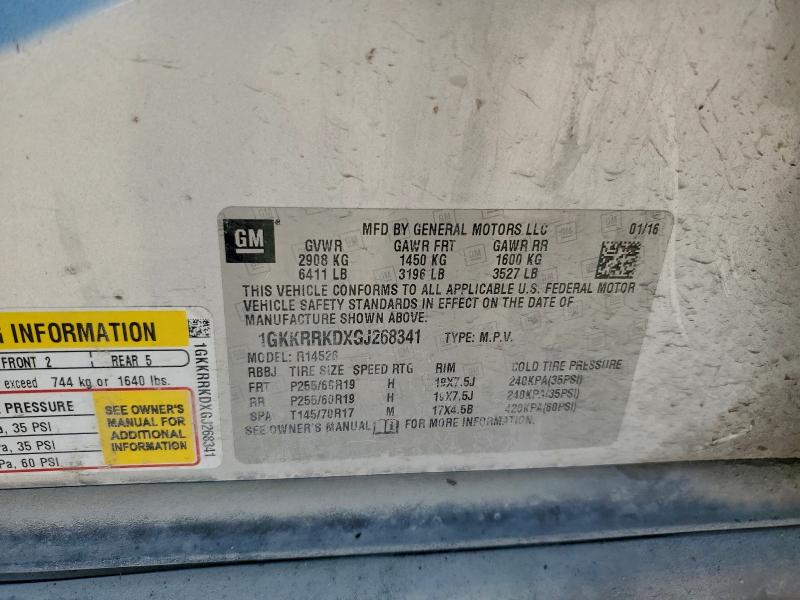 GM
MFD BY GENERAL MOTORS LLC 01/16
GVWR GAWR FRT GAWR RR
2908 KG 1450 KG 1600 KG
6411 LB 3196 LB 3527 LB
THIS VEHICLE CONFORMS TO ALL APPLICABLE U.S. FEDERAL MOTOR
VEHICLE SAFETY STANDARDS IN EFFECT ON THE DATE OF
MANUFACTURE SHOWN ABOVE.
1GKKRRKDXGJ268341 TYPE: M.P.V.
MODEL: R14526
RBBJ TIRE SIZE SPEED RTG RIM COLD TIRE PRESSURE
FRT P255/60R19 H 19X7.5J 240KPA(35PSI)
RR P255/60R19 H 19X7.5J 240KPA(35PSI)
SPA T145/70R17 M 17X4.5B 420KPA(60PSI)
SEE OWNER'S MANUAL FOR MORE INFORMATION.
G INFORMATION
FRONT 2 REAR 5
exceed 744 kg or 1640 lbs.
PRESSURE
a, 35 PSI
a, 35 PSI
Pa, 60 PSI
SEE OWNER'S
MANUAL FOR
ADDITIONAL
INFORMATION
1GKKRRKDXGJ268341